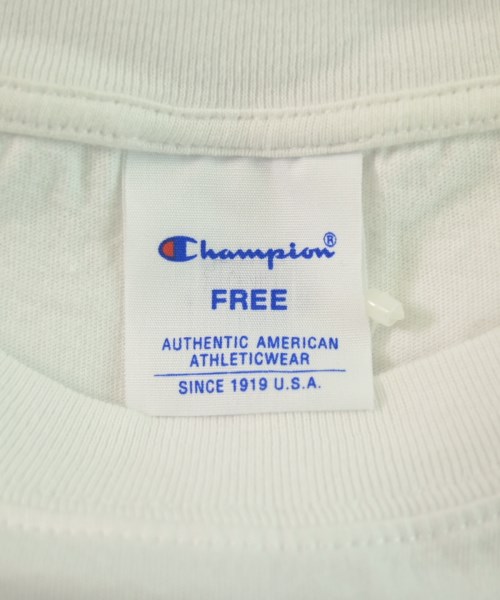 Champion®
FREE
AUTHENTIC AMERICAN
ATHLETICWEAR
SINCE 1919 U.S.A.